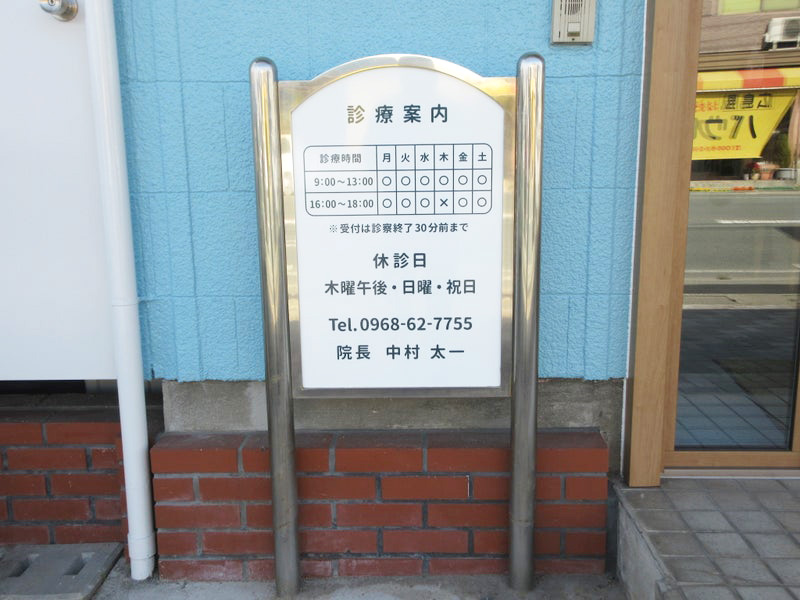 診療案内
診療時間 月 火 水 木 金 土
9:00～13:00 ○ ○ ○ ○ ○ ○
16:00～18:00 ○ ○ ○ × ○ ○
※受付は診察終了30分前まで
休診日
木曜午後・日曜・祝日
Tel.0968-62-7755
院長 中村 太一